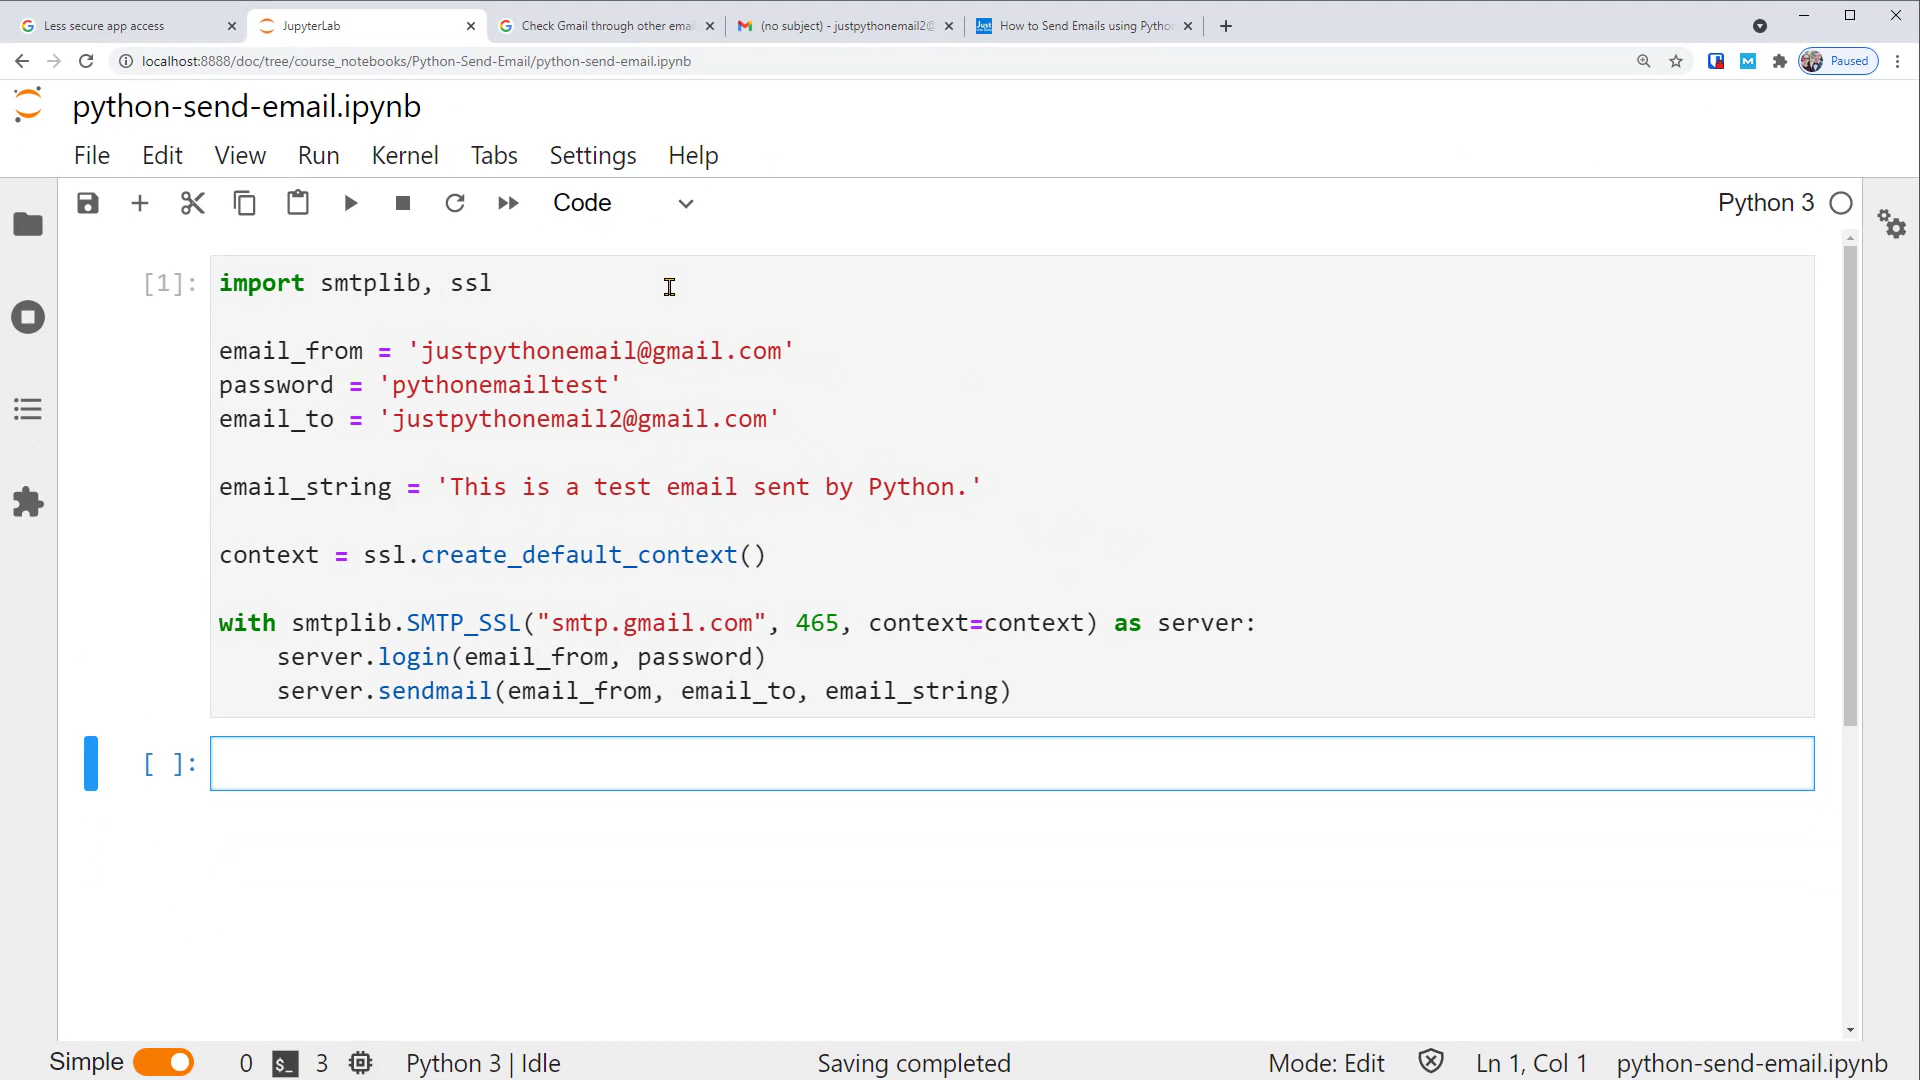 Less secure app access
JupyterLab
Check Gmail through other emai
(no subject) - justpythonemail2@
How to Send Emails using Python
localhost:8888/doc/tree/course_notebooks/Python-Send-Email/python-send-email.ipynb
Paused
python-send-email.ipynb
File Edit View Run Kernel Tabs Settings Help
Code
Python 3
[1]:
import smtplib, ssl
email_from = 'justpythonemail@gmail.com'
password = 'pythonemailtest'
email_to = 'justpythonemail2@gmail.com'
email_string = 'This is a test email sent by Python.'
context = ssl.create_default_context()
with smtplib.SMTP_SSL("smtp.gmail.com", 465, context=context) as server:
    server.login(email_from, password)
    server.sendmail(email_from, email_to, email_string)
[ ]:
Simple 0 $_ 3 Python 3 | Idle Saving completed Mode: Edit Ln 1, Col 1 python-send-email.ipynb